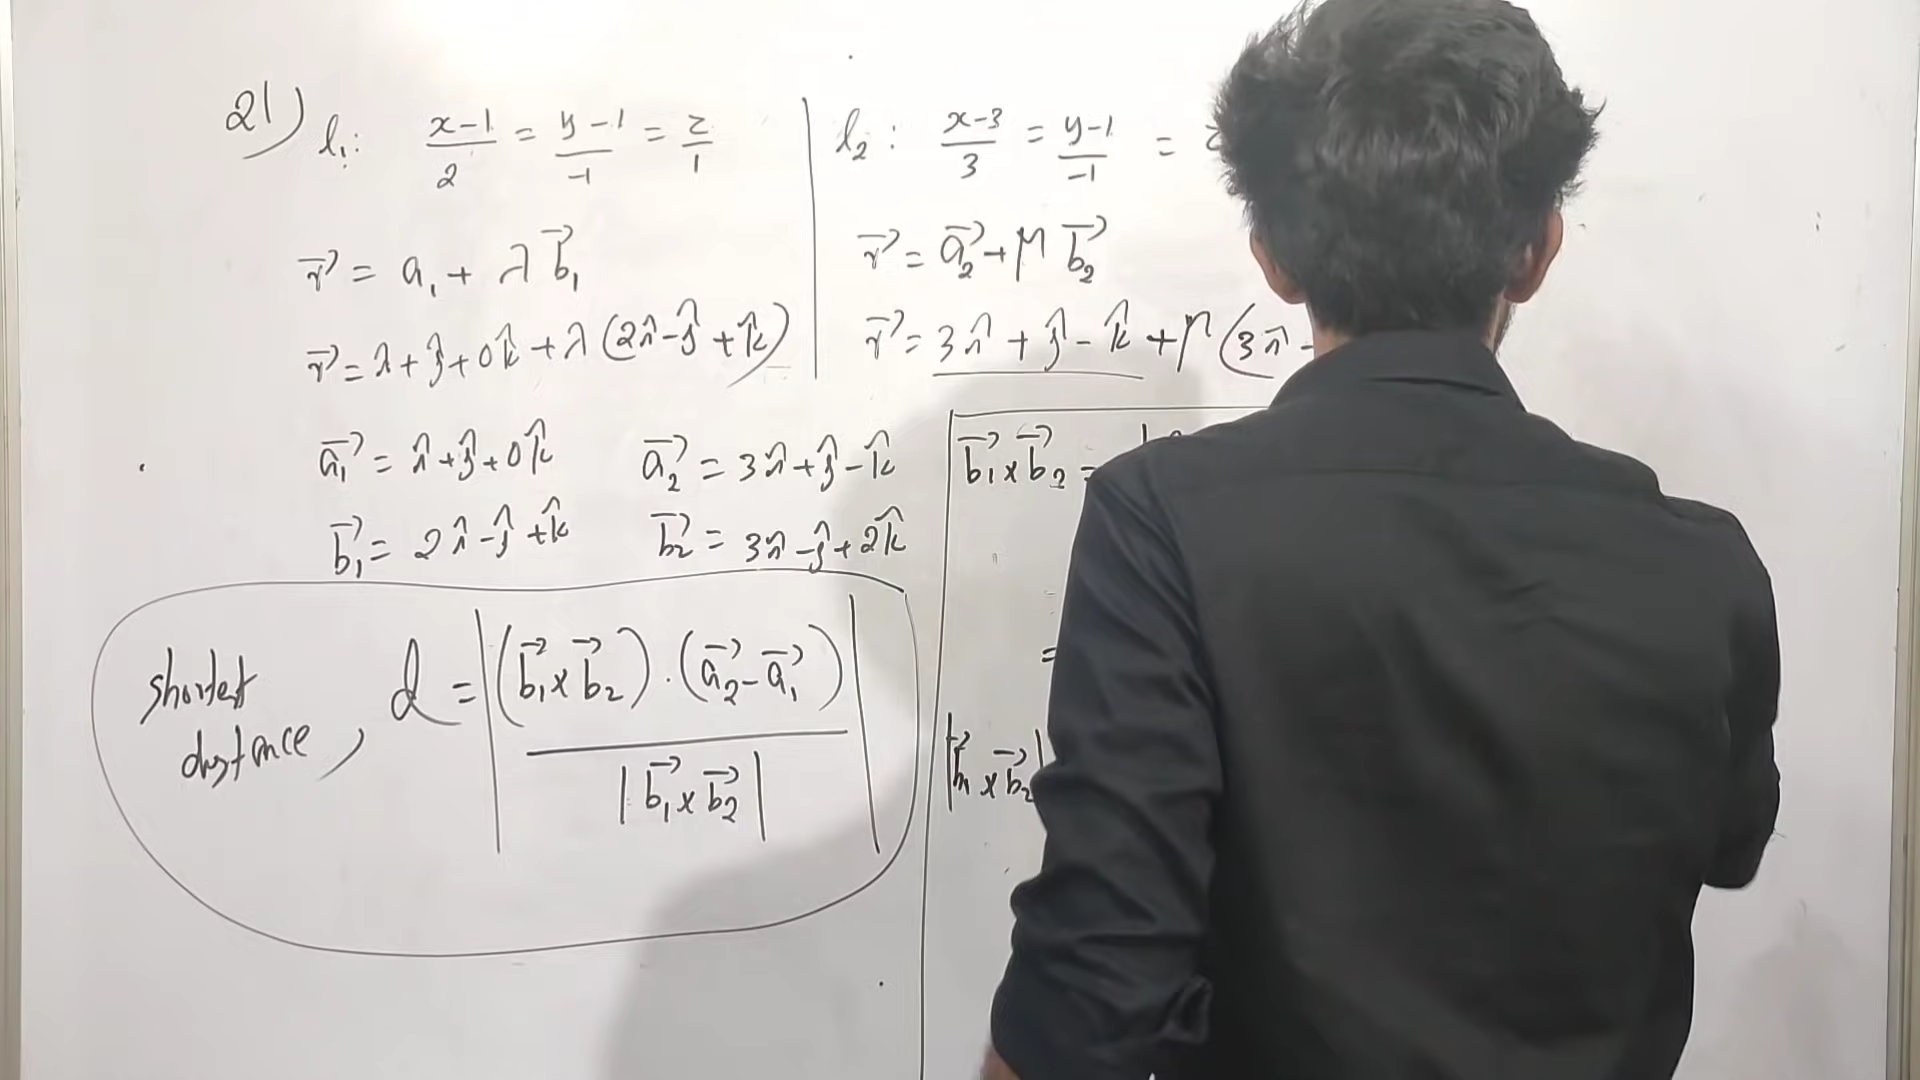 21) l₁: (x-1)/2 = (y-1)/-1 = z/1
r⃗ = a₁ + λ b⃗₁
r⃗ = î + ĵ + 0k̂ + λ (2î - ĵ + k̂)
l₂ : (x-3)/3 = (y-1)/-1 =
r⃗ = a⃗₂ + μ b⃗₂
r⃗ = 3î + ĵ - k̂ + μ (3î -
a⃗₁ = î + ĵ + 0k̂ a⃗₂ = 3î + ĵ - k̂
b⃗₁ = 2î - ĵ + k̂ b⃗₂ = 3î - ĵ + 2k̂
shortest distance, d = | (b⃗₁ x b⃗₂) . (a⃗₂ - a⃗₁) / |b⃗₁ x b⃗₂| |
b⃗₁ x b⃗₂ =
=
|b⃗₁ x b⃗₂|